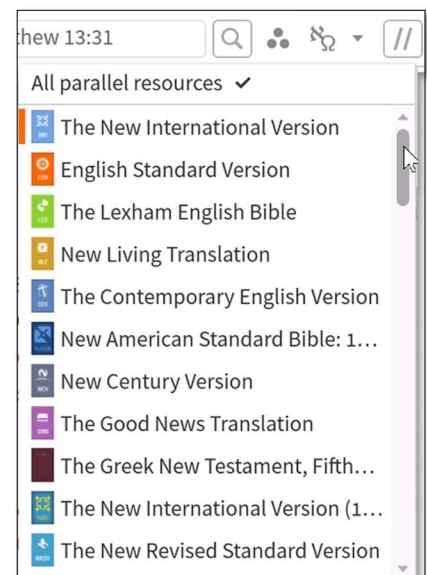 thew 13:31
All parallel resources ✓
The New International Version
English Standard Version
The Lexham English Bible
New Living Translation
The Contemporary English Version
New American Standard Bible: 1...
New Century Version
The Good News Translation
The Greek New Testament, Fifth...
The New International Version (1...
The New Revised Standard Version